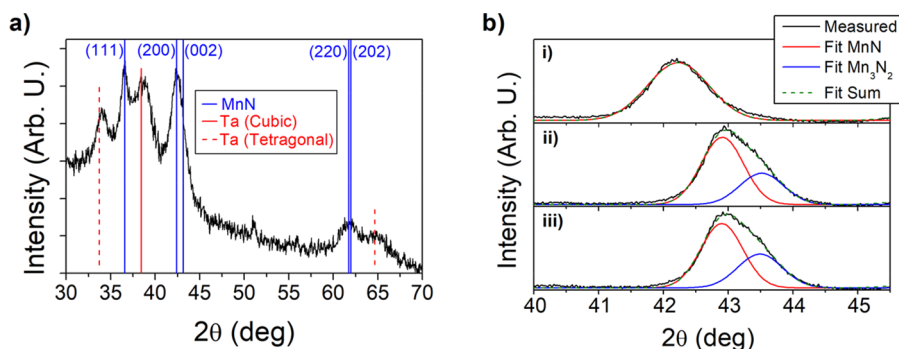 a)
(111)
(200)
(002)
(220)
(202)
MnN
Ta (Cubic)
Ta (Tetragonal)
Intensity (Arb. U.)
30 35 40 45 50 55 60 65 70
2θ (deg)
b)
Measured
Fit MnN
Fit Mn₃N₂
Fit Sum
i)
ii)
iii)
Intensity (Arb. U.)
40 41 42 43 44 45
2θ (deg)